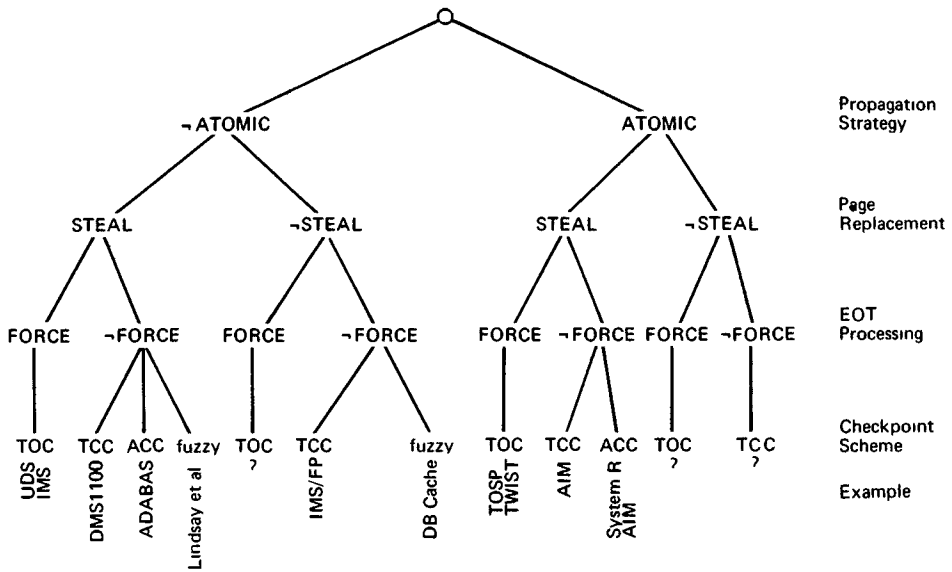 ¬ATOMIC
ATOMIC
Propagation
Strategy
STEAL
¬STEAL
STEAL
¬STEAL
Page
Replacement
FORCE
¬FORCE
FORCE
¬FORCE
FORCE
¬FORCE
FORCE
¬FORCE
EOT
Processing
TOC
TCC
ACC
fuzzy
TOC
?
TCC
fuzzy
TOC
TCC
ACC
TOC
?
TCC
?
Checkpoint
Scheme
UDS
IMS
DMS1100
ADABAS
Lindsay et al
IMS/FP
DB Cache
TOSP
TWIST
AIM
System R
AIM
Example